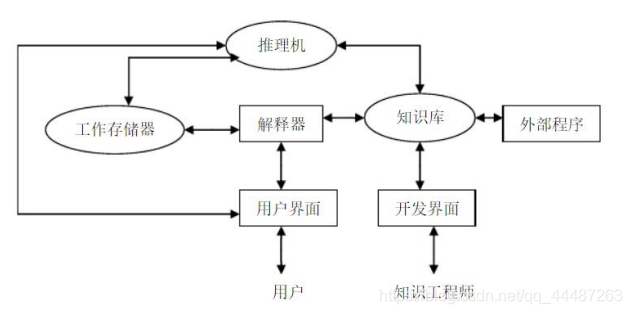 推理机
工作存储器
解释器
知识库
外部程序
用户界面
开发界面
用户
知识工程师
https://blog.csdn.net/qq_44487263